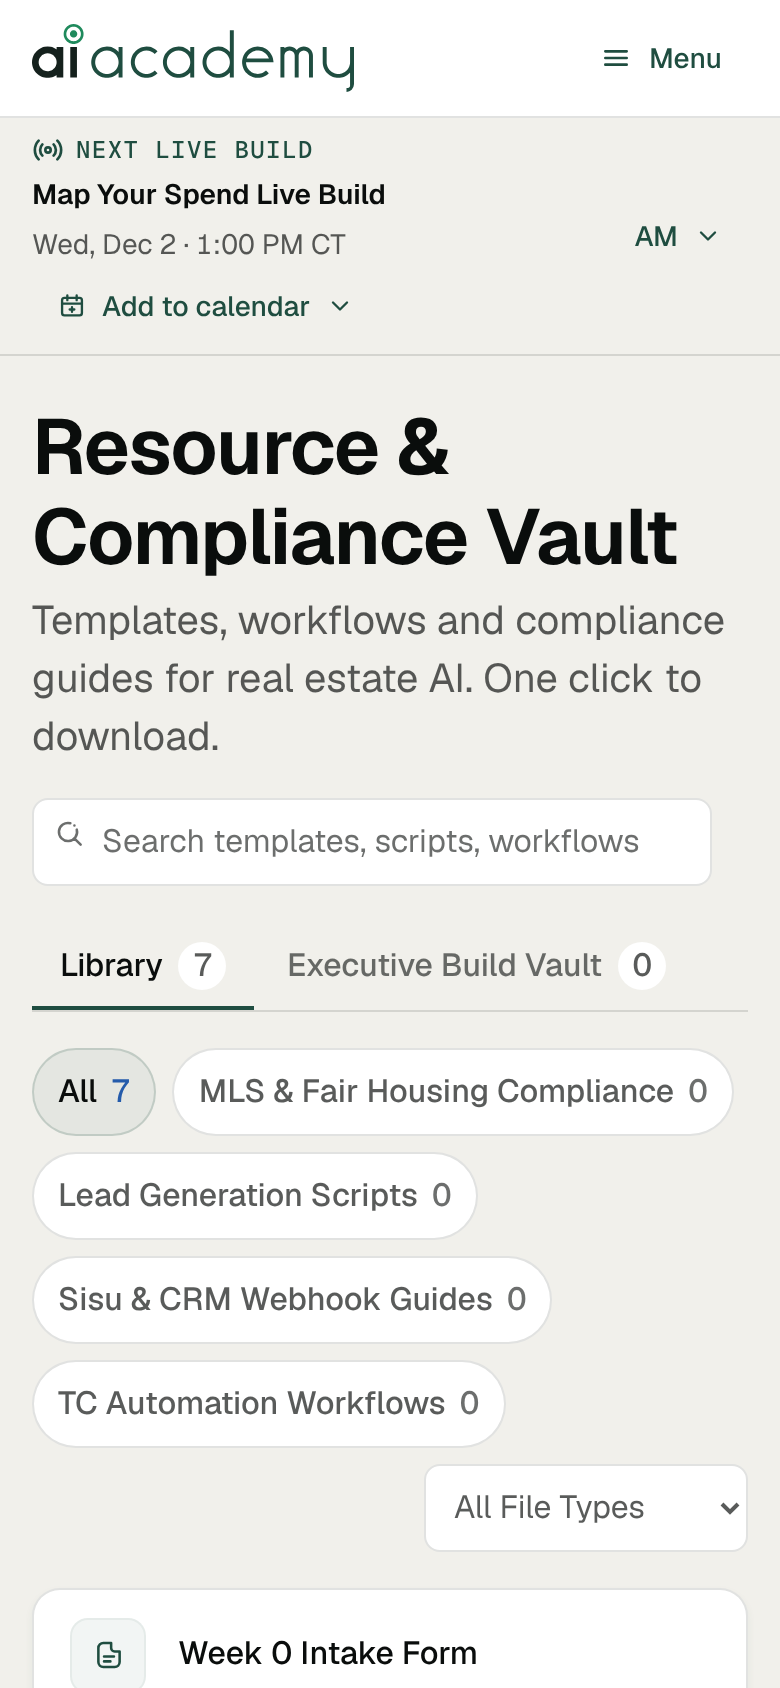 ai academy
Menu
NEXT LIVE BUILD
Map Your Spend Live Build
Wed, Dec 2 · 1:00 PM CT
AM
Add to calendar
Resource &
Compliance Vault
Templates, workflows and compliance
guides for real estate AI. One click to
download.
Search templates, scripts, workflows
Library 7
Executive Build Vault 0
All 7
MLS & Fair Housing Compliance 0
Lead Generation Scripts 0
Sisu & CRM Webhook Guides 0
TC Automation Workflows 0
All File Types
Week 0 Intake Form